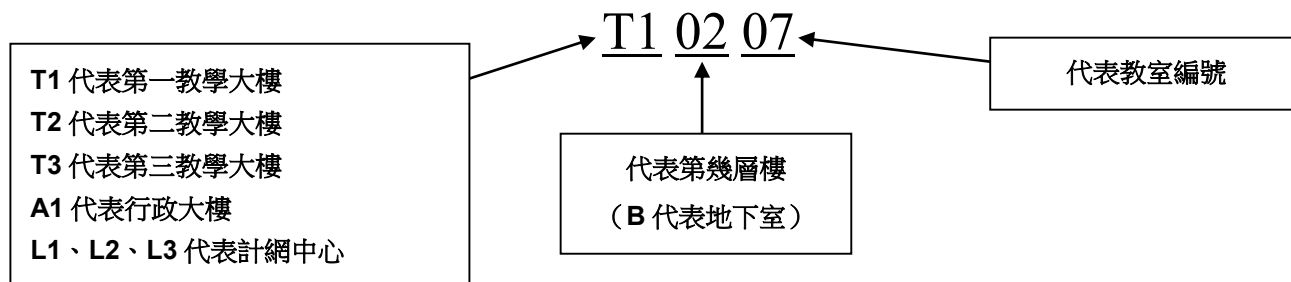 T1 02 07
T1 代表第一教學大樓
T2 代表第二教學大樓
T3 代表第三教學大樓
A1 代表行政大樓
L1、L2、L3 代表計網中心
代表第幾層樓
（B 代表地下室）
代表教室編號